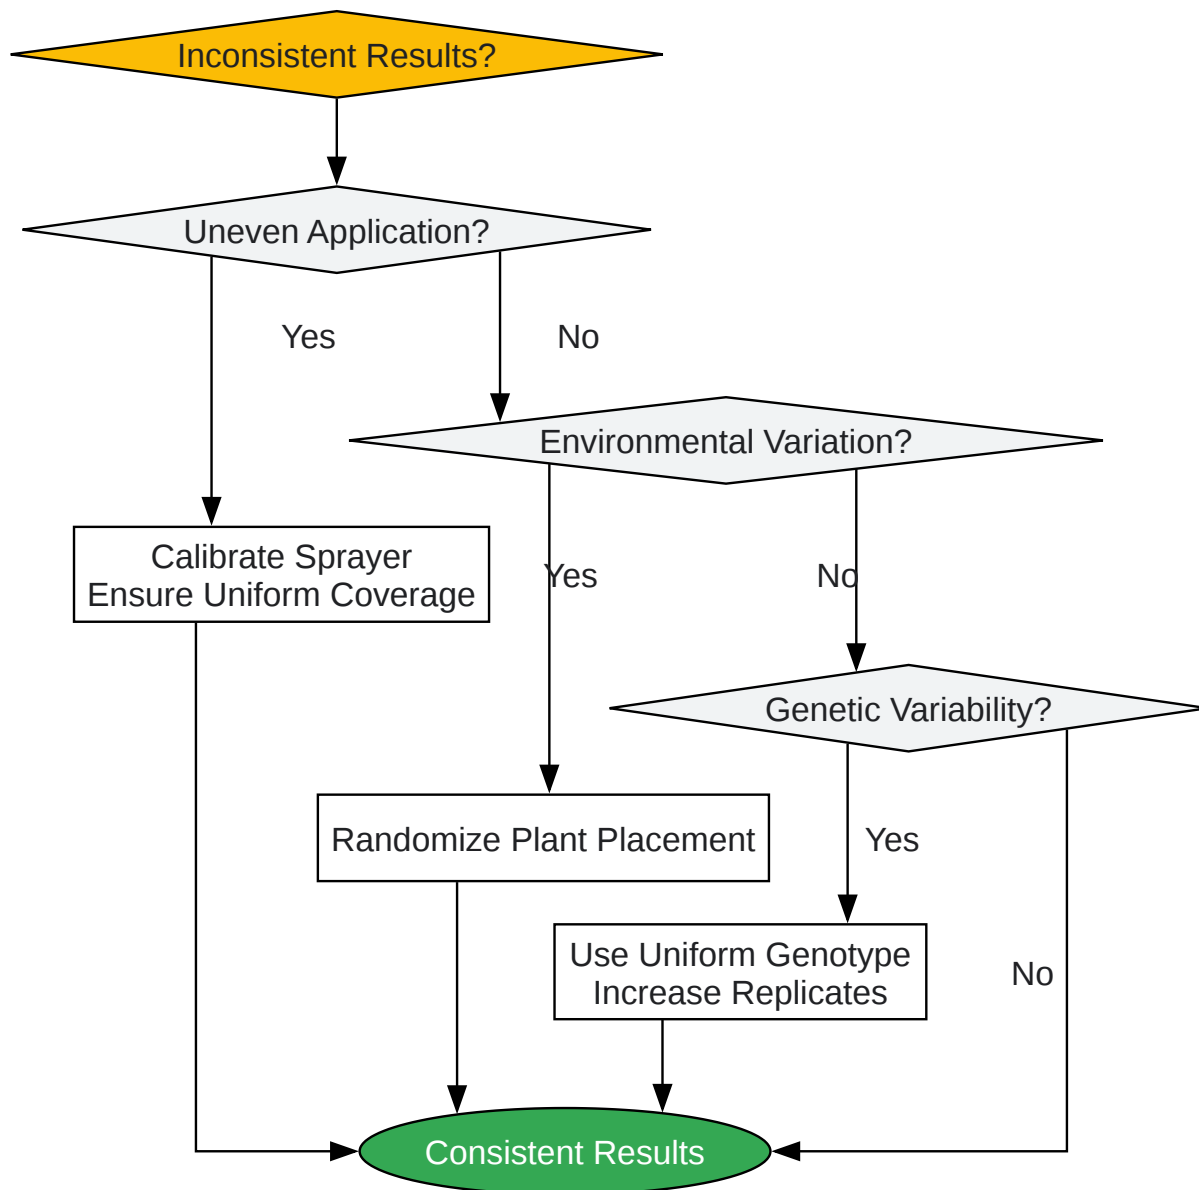 Inconsistent Results?
Uneven Application?
Yes
No
Environmental Variation?
Calibrate Sprayer
Ensure Uniform Coverage
Yes
No
Genetic Variability?
Randomize Plant Placement
Yes
Use Uniform Genotype
Increase Replicates
No
Consistent Results